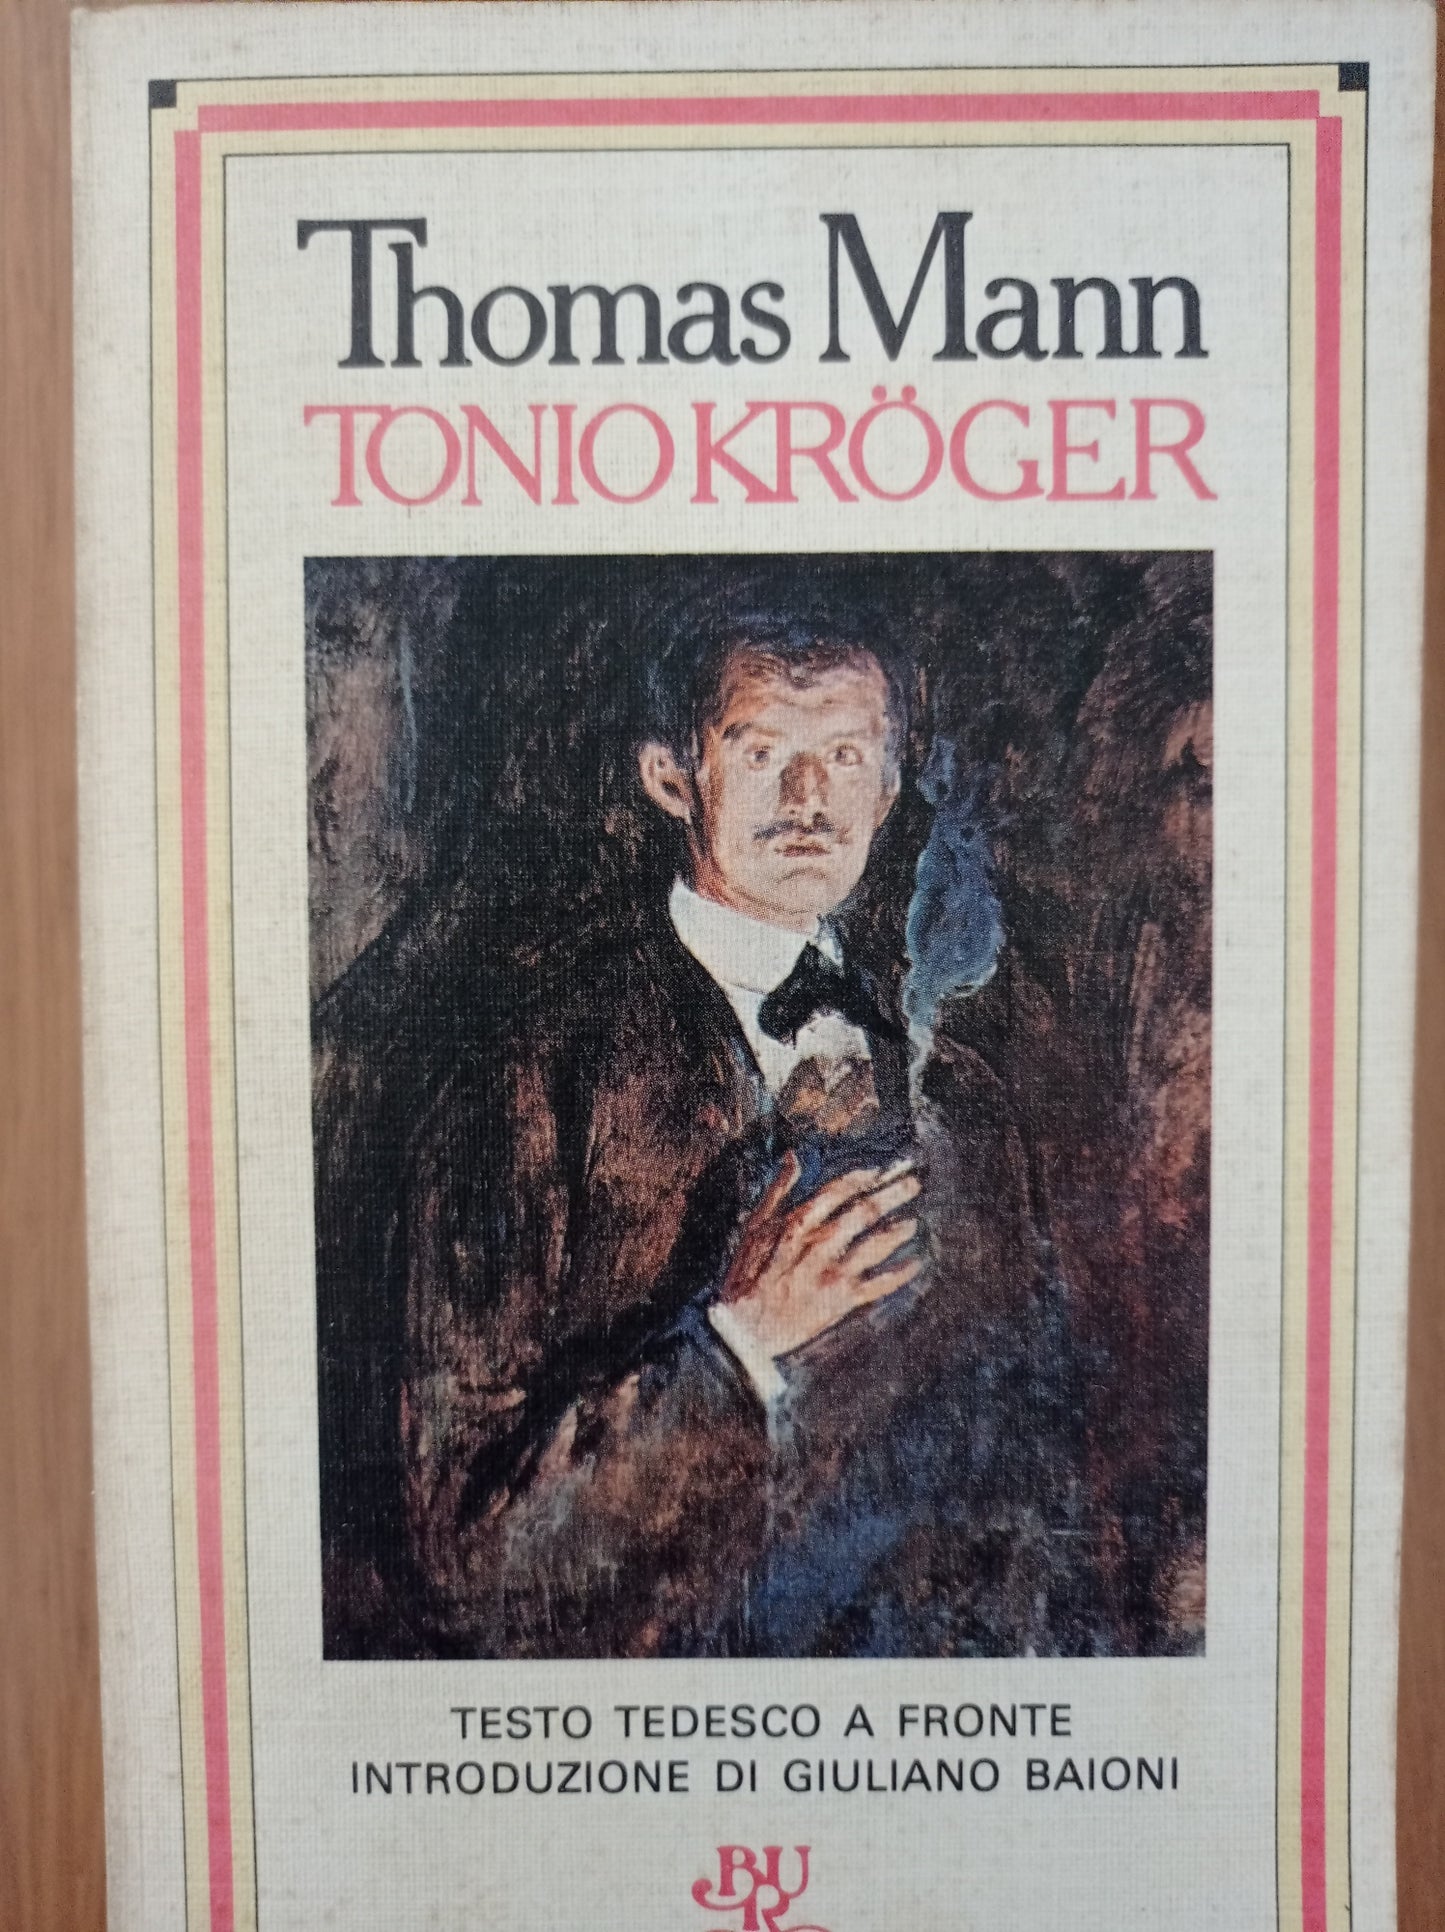 Thomas Mann
TONIO KRÖGER
TESTO TEDESCO A FRONTE
INTRODUZIONE DI GIULIANO BAIONI
BUR